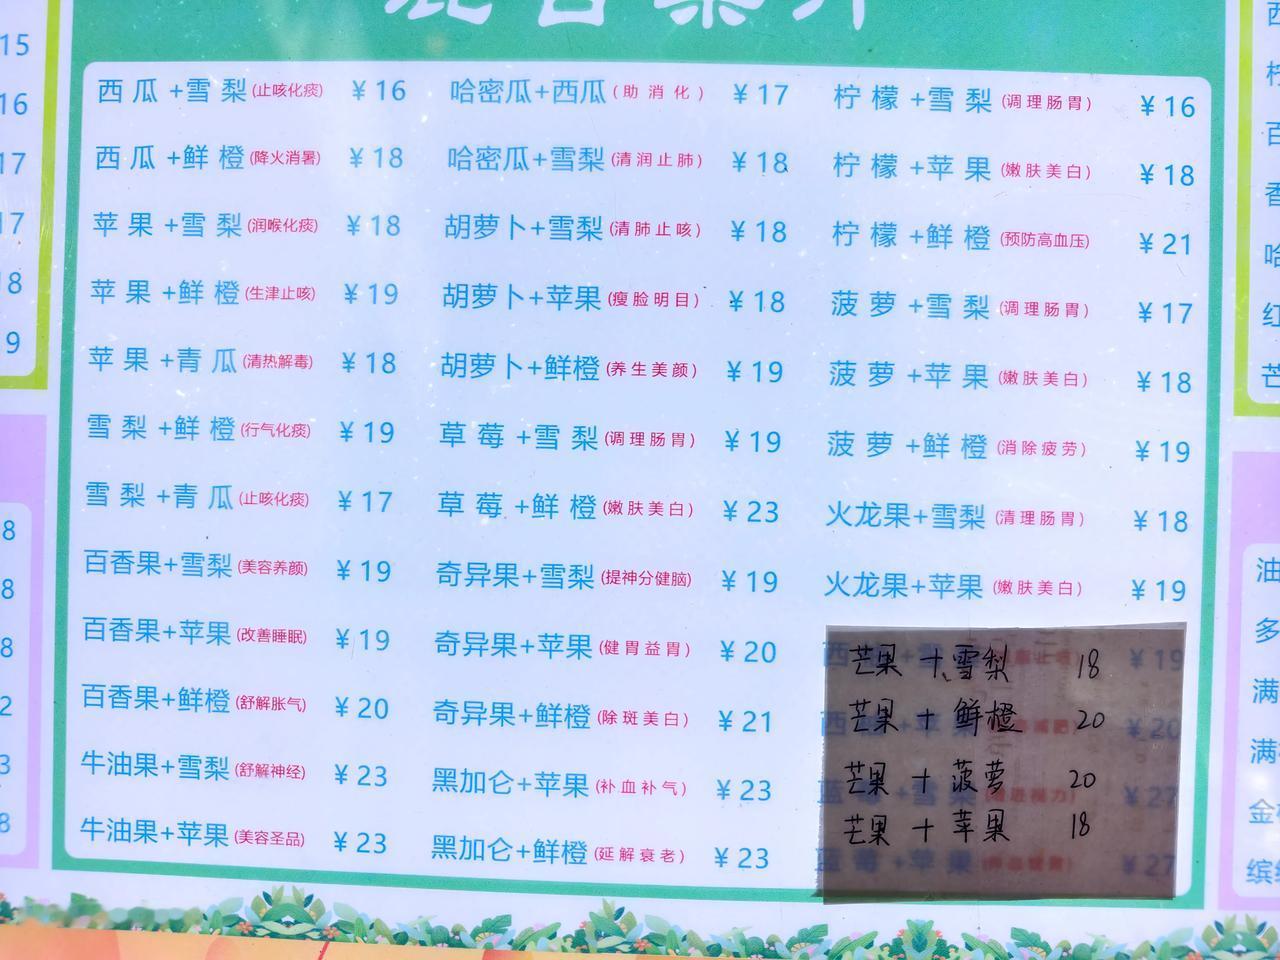 混合果汁
西瓜+雪梨(止咳化痰) ¥16
西瓜+鲜橙(降火消暑) ¥18
苹果+雪梨(润喉化痰) ¥18
苹果+鲜橙(生津止咳) ¥19
苹果+青瓜(清热解毒) ¥18
雪梨+鲜橙(行气化痰) ¥19
雪梨+青瓜(止咳化痰) ¥17
百香果+雪梨(美容养颜) ¥19
百香果+苹果(改善睡眠) ¥19
百香果+鲜橙(舒解胀气) ¥20
牛油果+雪梨(舒解神经) ¥23
牛油果+苹果(美容圣品) ¥23
哈密瓜+西瓜(助消化) ¥17
哈密瓜+雪梨(清润止肺) ¥18
胡萝卜+雪梨(清肺止咳) ¥18
胡萝卜+苹果(瘦脸明目) ¥18
胡萝卜+鲜橙(养生美颜) ¥19
草莓+雪梨(调理肠胃) ¥19
草莓+鲜橙(嫩肤美白) ¥23
奇异果+雪梨(提神分健脑) ¥19
奇异果+苹果(健胃益胃) ¥20
奇异果+鲜橙(除斑美白) ¥21
黑加仑+苹果(补血补气) ¥23
黑加仑+鲜橙(延解衰老) ¥23
柠檬+雪梨(调理肠胃) ¥16
柠檬+苹果(嫩肤美白) ¥18
柠檬+鲜橙(预防高血压) ¥21
菠萝+雪梨(调理肠胃) ¥17
菠萝+苹果(嫩肤美白) ¥18
菠萝+鲜橙(消除疲劳) ¥19
火龙果+雪梨(清理肠胃) ¥18
火龙果+苹果(嫩肤美白) ¥19
芒果+雪梨 18
芒果+鲜橙 20
芒果+菠萝 20
芒果+苹果 18